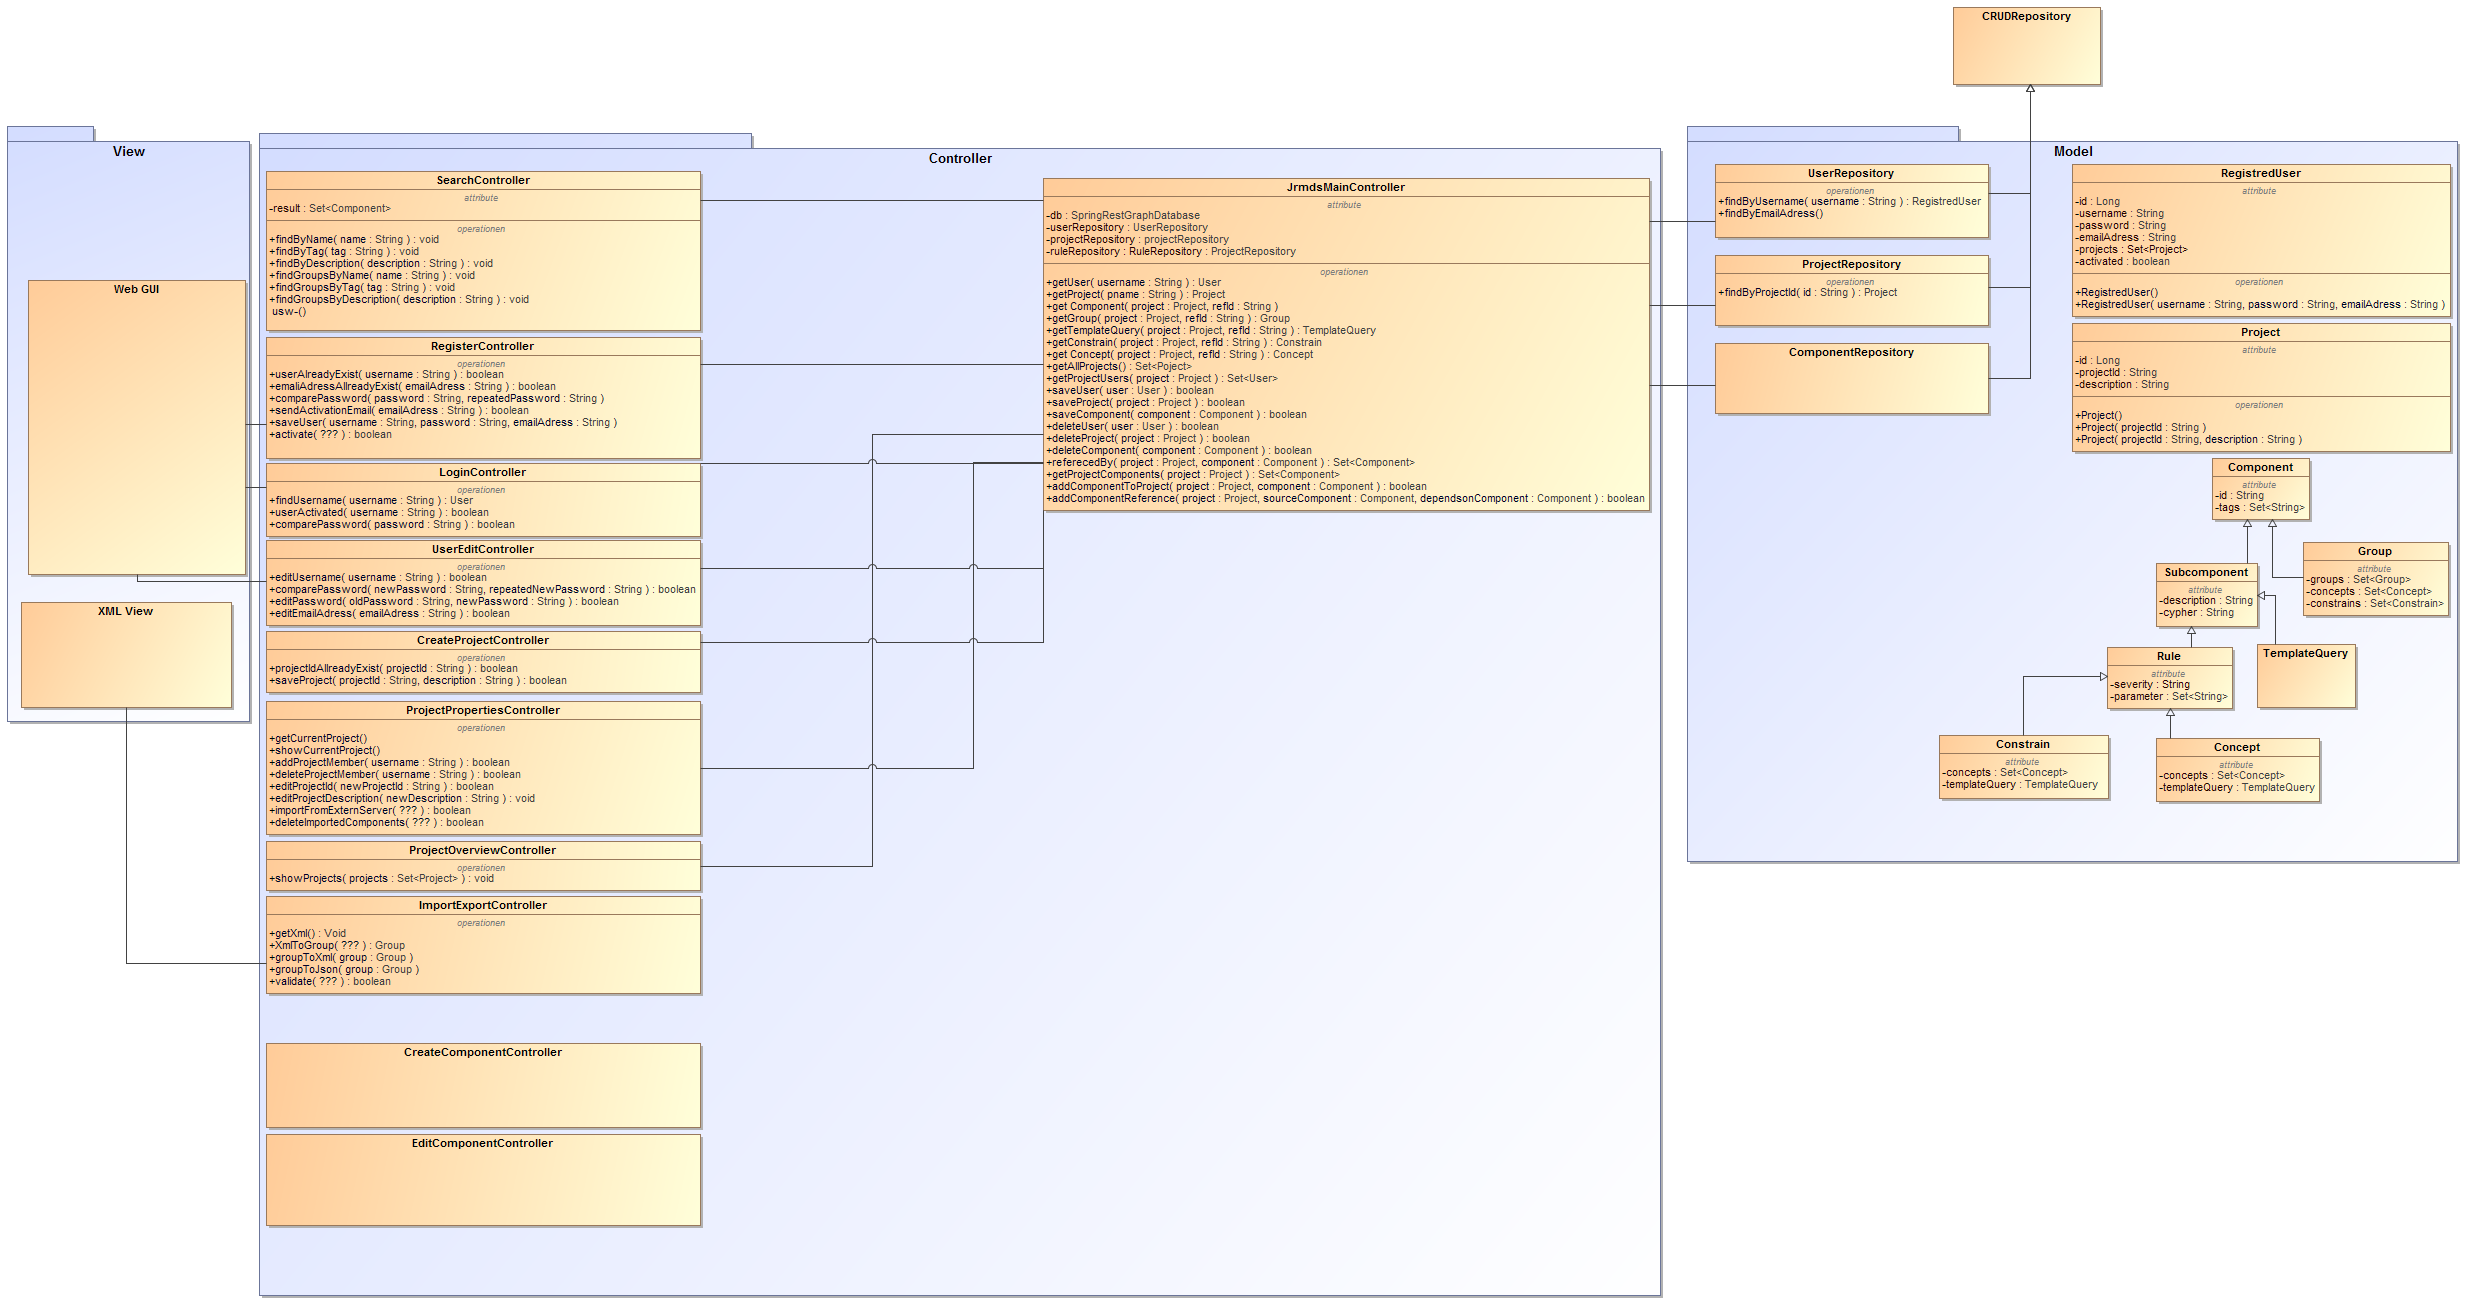 CRUDRepository
View
Web GUI
XML View
Controller
SearchController
attribute
-result : Set<Component>
operationen
+findByName( name : String ) : void
+findByTag( tag : String ) : void
+findByDescription( description : String ) : void
+findGroupsByName( name : String ) : void
+findGroupsByTag( tag : String ) : void
+findGroupsByDescription( description : String ) : void
usw-()
RegisterController
operationen
+userAlreadyExist( username : String ) : boolean
+emaliAdressAllreadyExist( emailAdress : String ) : boolean
+comparePassword( password : String, repeatedPassword : String )
+sendActivationEmail( emailAdress : String ) : boolean
+saveUser( username : String, password : String, emailAdress : String )
+activate( ??? ) : boolean
LoginController
operationen
+findUsername( username : String ) : User
+userActivated( username : String ) : boolean
+comparePassword( password : String ) : boolean
UserEditController
operationen
+editUsername( username : String ) : boolean
+comparePassword( newPassword : String, repeatedNewPassword : String ) : boolean
+editPassword( oldPassword : String, newPassword : String ) : boolean
+editEmailAdress( emailAdress : String ) : boolean
CreateProjectController
operationen
+projectIdAllreadyExist( projectId : String ) : boolean
+saveProject( projectId : String, description : String ) : boolean
ProjectPropertiesController
operationen
+getCurrentProject()
+showCurrentProject()
+addProjectMember( username : String ) : boolean
+deleteProjectMember( username : String ) : boolean
+editProjectId( newProjectId : String ) : boolean
+editProjectDescription( newDescription : String ) : void
+importFromExternServer( ??? ) : boolean
+deleteImportedComponents( ??? ) : boolean
ProjectOverviewController
operationen
+showProjects( projects : Set<Project> ) : void
ImportExportController
operationen
+getXml() : Void
+XmlToGroup( ??? ) : Group
+groupToXml( group : Group )
+groupToJson( group : Group )
+validate( ??? ) : boolean
CreateComponentController
EditComponentController
JrmdsMainController
attribute
-db : SpringRestGraphDatabase
-userRepository : UserRepository
-projectRepository : projectRepository
-ruleRepository : RuleRepository : ProjectRepository
operationen
+getUser( username : String ) : User
+getProject( pname : String ) : Project
+get Component( project : Project, refId : String )
+getGroup( project : Project, refId : String ) : Group
+getTemplateQuery( project : Project, refId : String ) : TemplateQuery
+getConstrain( project : Project, refId : String ) : Constrain
+get Concept( project : Project, refId : String ) : Concept
+getAllProjects() : Set<Poject>
+getProjectUsers( project : Project ) : Set<User>
+saveUser( user : User ) : boolean
+saveProject( project : Project ) : boolean
+saveComponent( component : Component ) : boolean
+deleteUser( user : User ) : boolean
+deleteProject( project : Project ) : boolean
+deleteComponent( component : Component ) : boolean
+referecedBy( project : Project, component : Component ) : Set<Component>
+getProjectComponents( project : Project ) : Set<Component>
+addComponentToProject( project : Project, component : Component ) : boolean
+addComponentReference( project : Project, sourceComponent : Component, dependsonComponent : Component ) : boolean
Model
UserRepository
operationen
+findByUsername( username : String ) : RegistredUser
+findByEmailAdress()
ProjectRepository
operationen
+findByProjectId( id : String ) : Project
ComponentRepository
RegistredUser
attribute
-id : Long
-username : String
-password : String
-emailAdress : String
-projects : Set<Project>
-activated : boolean
operationen
+RegistredUser()
+RegistredUser( username : String, password : String, emailAdress : String )
Project
attribute
-id : Long
-projectId : String
-description : String
operationen
+Project()
+Project( projectId : String )
+Project( projectId : String, description : String )
Component
attribute
-id : String
-tags : Set<String>
Group
attribute
-groups : Set<Group>
-concepts : Set<Concept>
-constrains : Set<Constrain>
Subcomponent
attribute
-description : String
-cypher : String
TemplateQuery
Rule
attribute
-severity : String
-parameter : Set<String>
Constrain
attribute
-concepts : Set<Concept>
-templateQuery : TemplateQuery
Concept
attribute
-concepts : Set<Concept>
-templateQuery : TemplateQuery